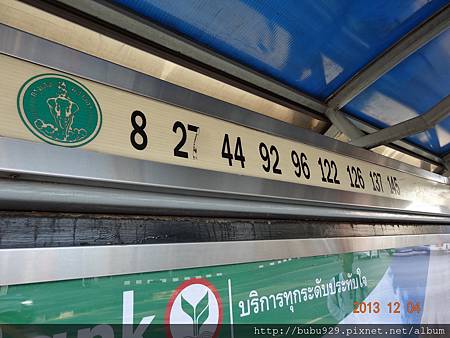 8 27 44 92 96 122 126 137 145
บริการทุกระดับประทับใจ
nk
2013 12 04
http://bubu929.pixnet.net/album